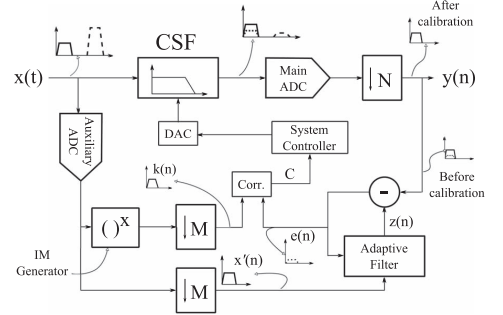 After
calibration
CSF
x(t)
Main
ADC
↓N
y(n)
Auxiliary
ADC
DAC
System
Controller
Before
calibration
k(n)
Corr.
C
-
z(n)
( )^x
↓M
e(n)
IM
Generator
x'(n)
Adaptive
Filter
↓M